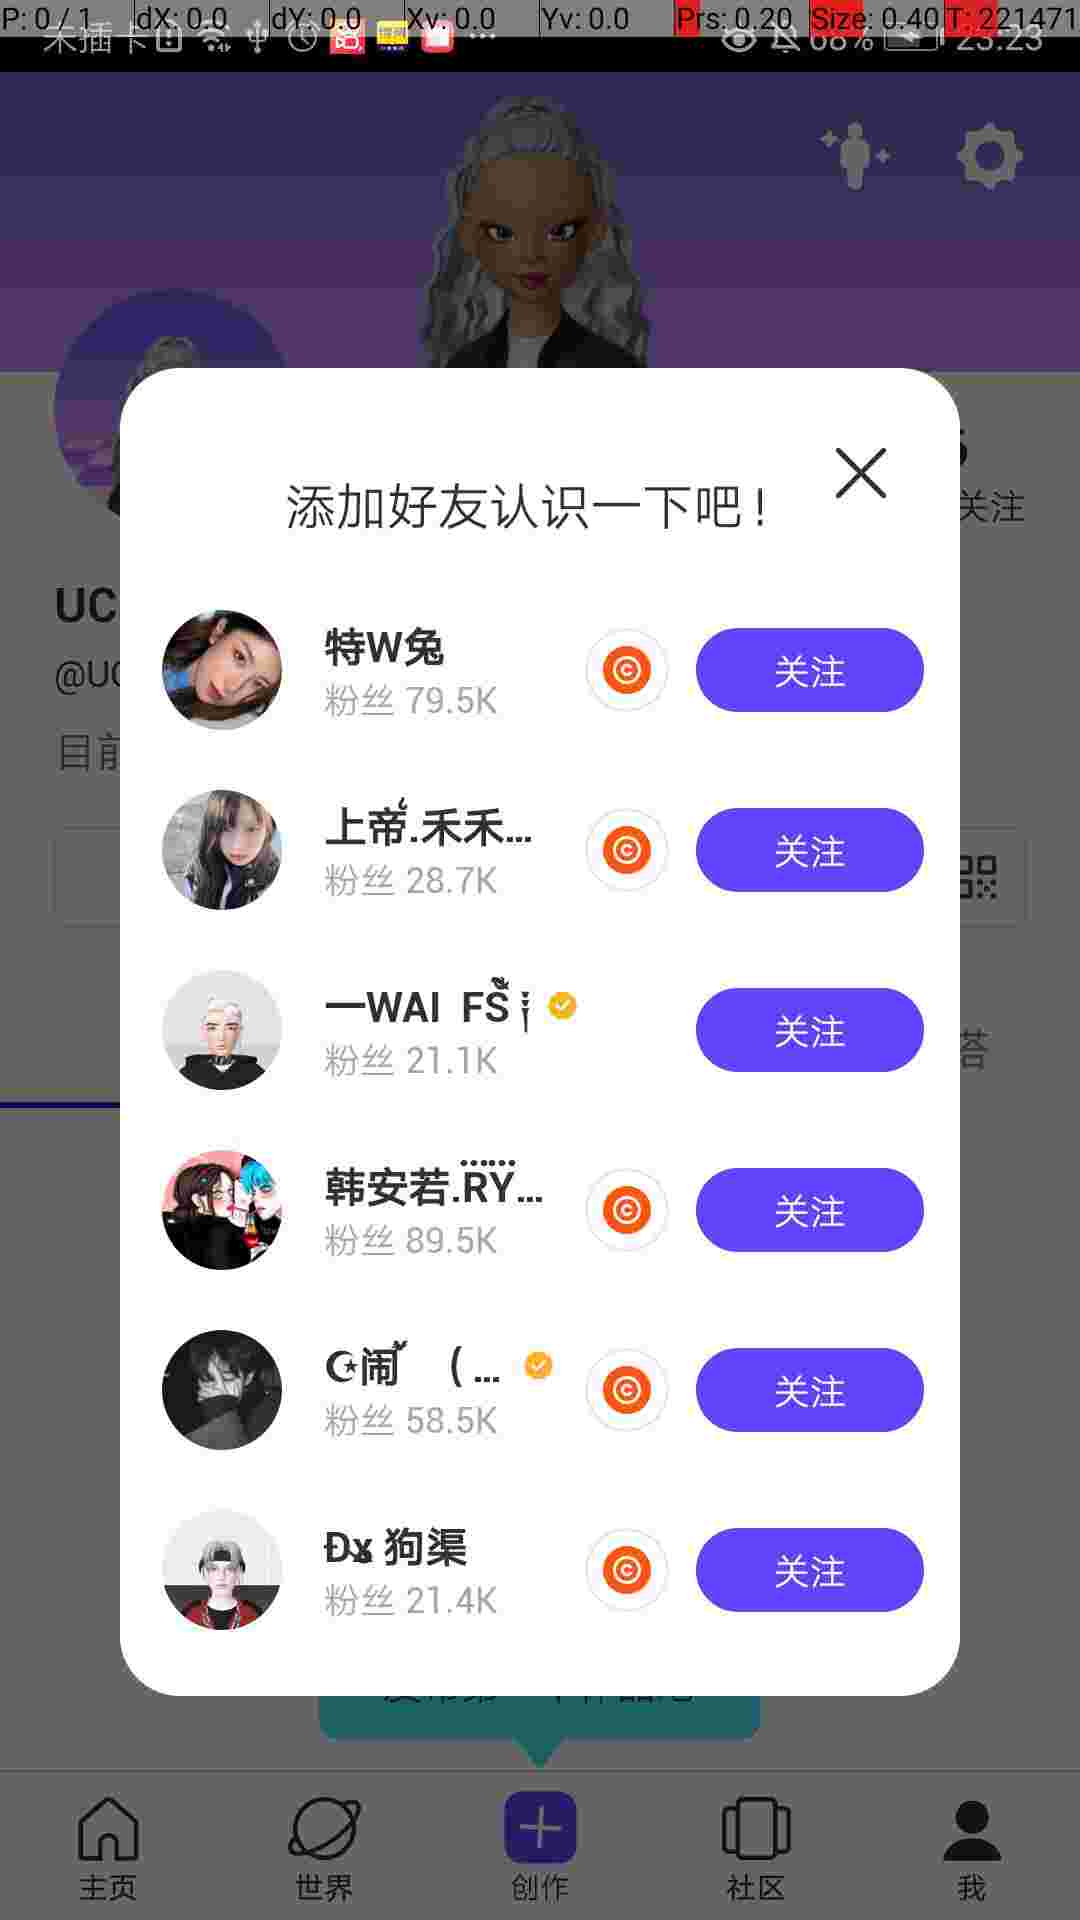 P: 0 / 1 dX: 0.0 dY: 0.0 Xv: 0.0 Yv: 0.0 Prs: 0.20 Size: 0.40 T: 221471
未插卡 68% 23:23
添加好友认识一下吧!
关注
UC
@UC
目前
特W兔
粉丝 79.5K
关注
上帝.禾禾...
粉丝 28.7K
关注
一WAI FS
粉丝 21.1K
关注
塔
韩安若.RY...
粉丝 89.5K
关注
☪闹 ( ...
粉丝 58.5K
关注
狗渠
粉丝 21.4K
关注
主页
世界
创作
社区
我